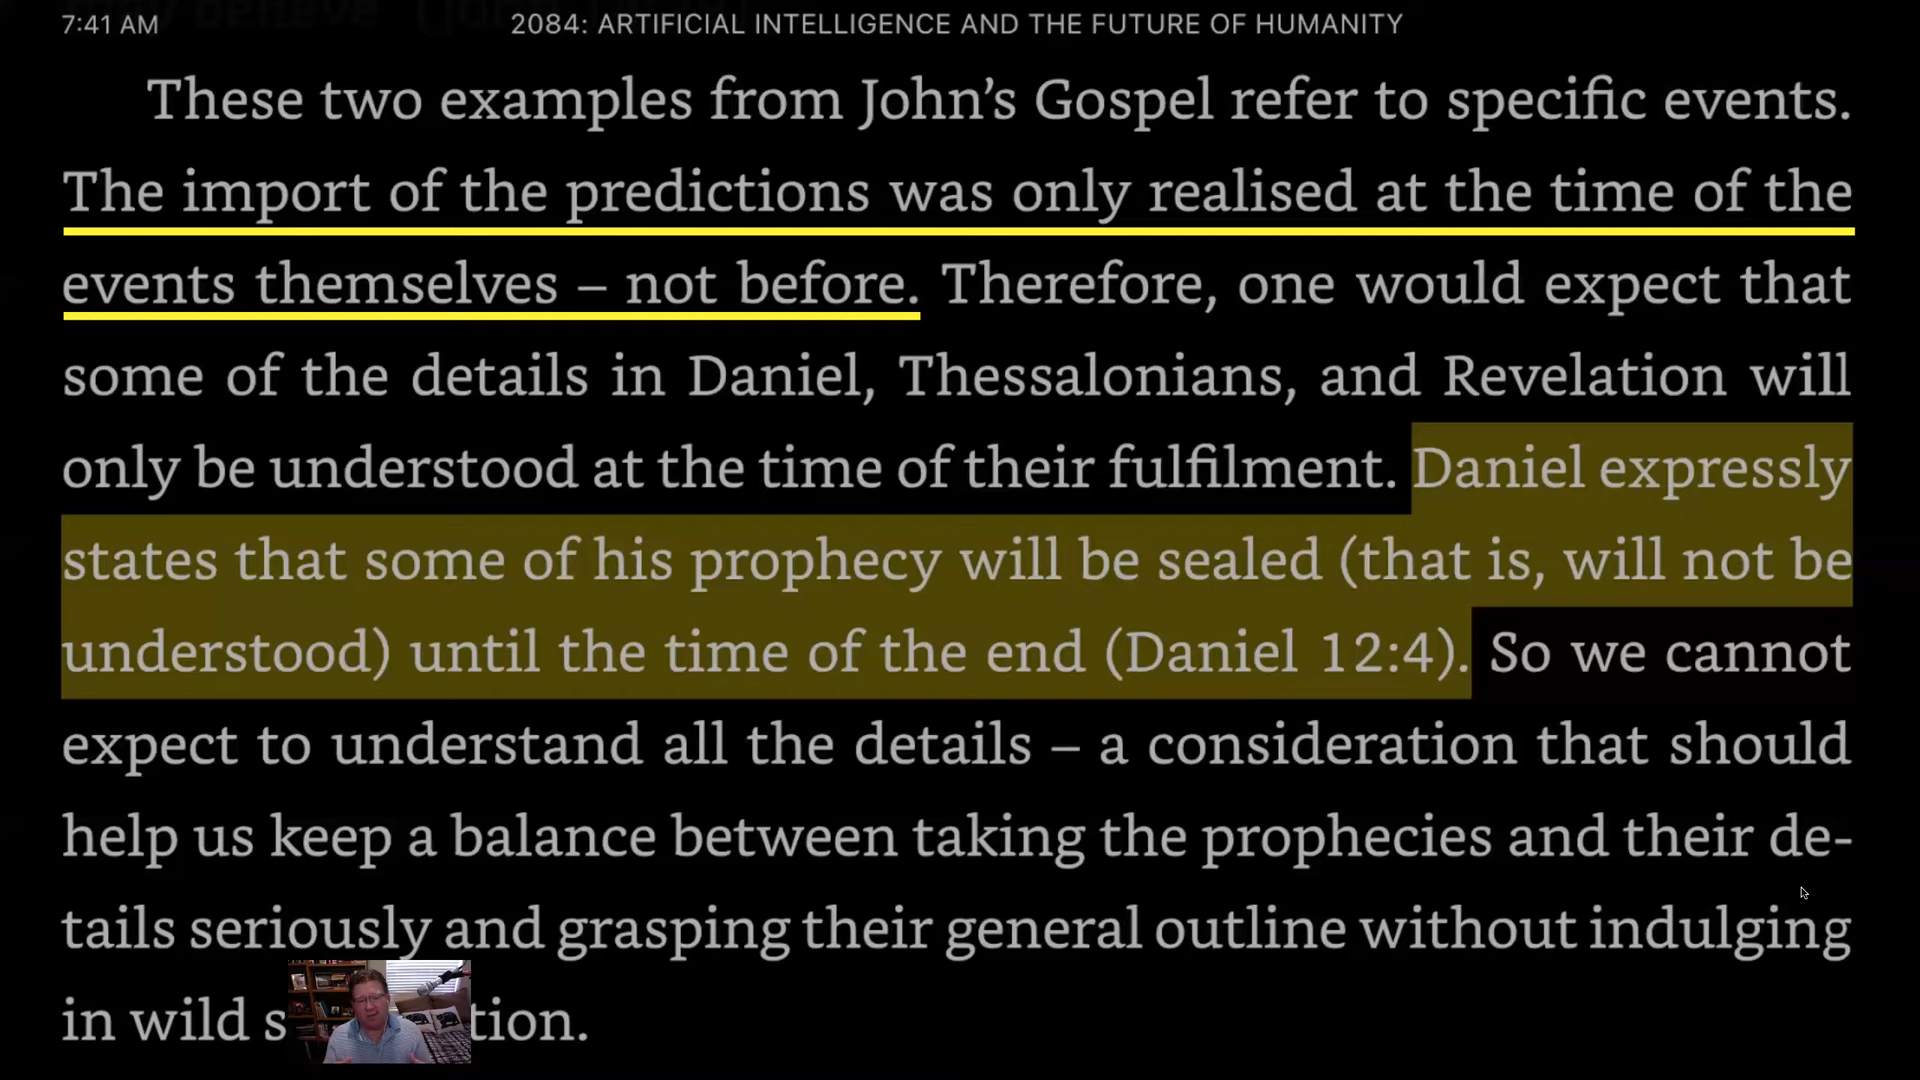 7:41 AM
2084: ARTIFICIAL INTELLIGENCE AND THE FUTURE OF HUMANITY
These two examples from John’s Gospel refer to specific events.
The import of the predictions was only realised at the time of the
events themselves – not before. Therefore, one would expect that
some of the details in Daniel, Thessalonians, and Revelation will
only be understood at the time of their fulfilment. Daniel expressly
states that some of his prophecy will be sealed (that is, will not be
understood) until the time of the end (Daniel 12:4). So we cannot
expect to understand all the details – a consideration that should
help us keep a balance between taking the prophecies and their de-
tails seriously and grasping their general outline without indulging
in wild s tion.